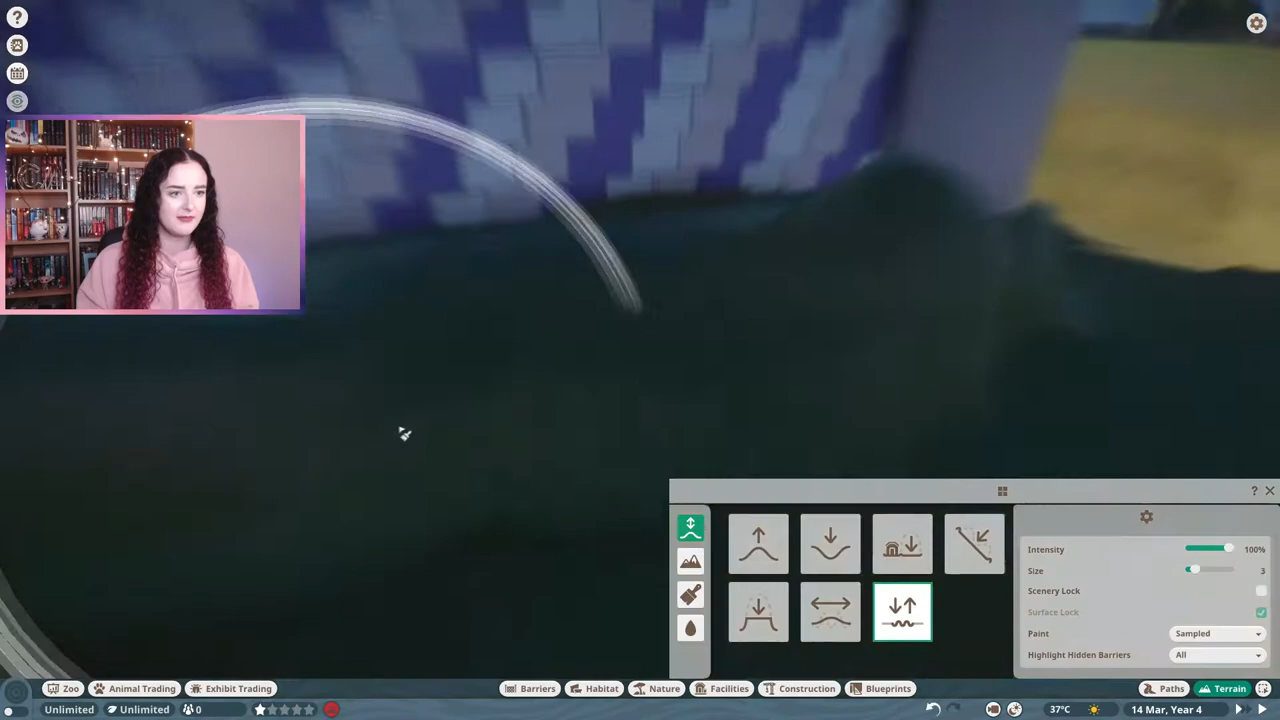 Intensity 100%
Size 3
Scenery Lock
Surface Lock
Paint Sampled
Highlight Hidden Barriers All
Zoo Animal Trading Exhibit Trading Barriers Habitat Nature Facilities Construction Blueprints Paths Terrain
Unlimited Unlimited 0 37°C 14 Mar, Year 4